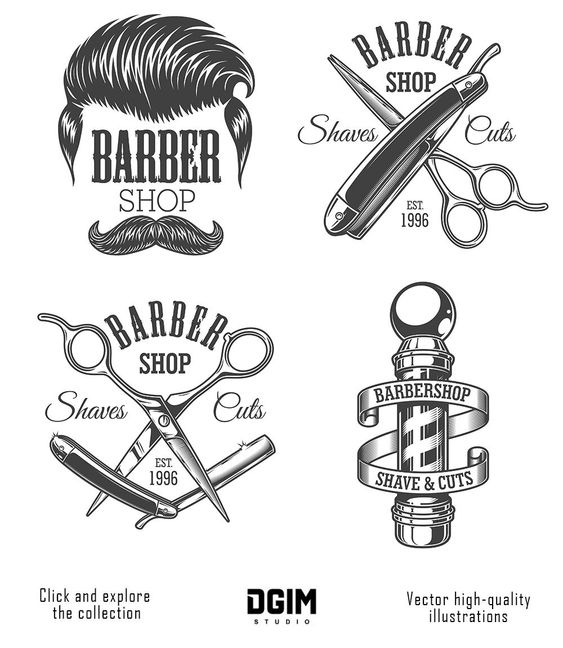 BARBER
SHOP
BARBER
SHOP
Shaves Cuts
EST.
1996
BARBER
SHOP
Shaves Cuts
EST.
1996
BARBERSHOP
SHAVE & CUTS
Click and explore
the collection
DGIM
STUDIO
Vector high-quality
illustrations